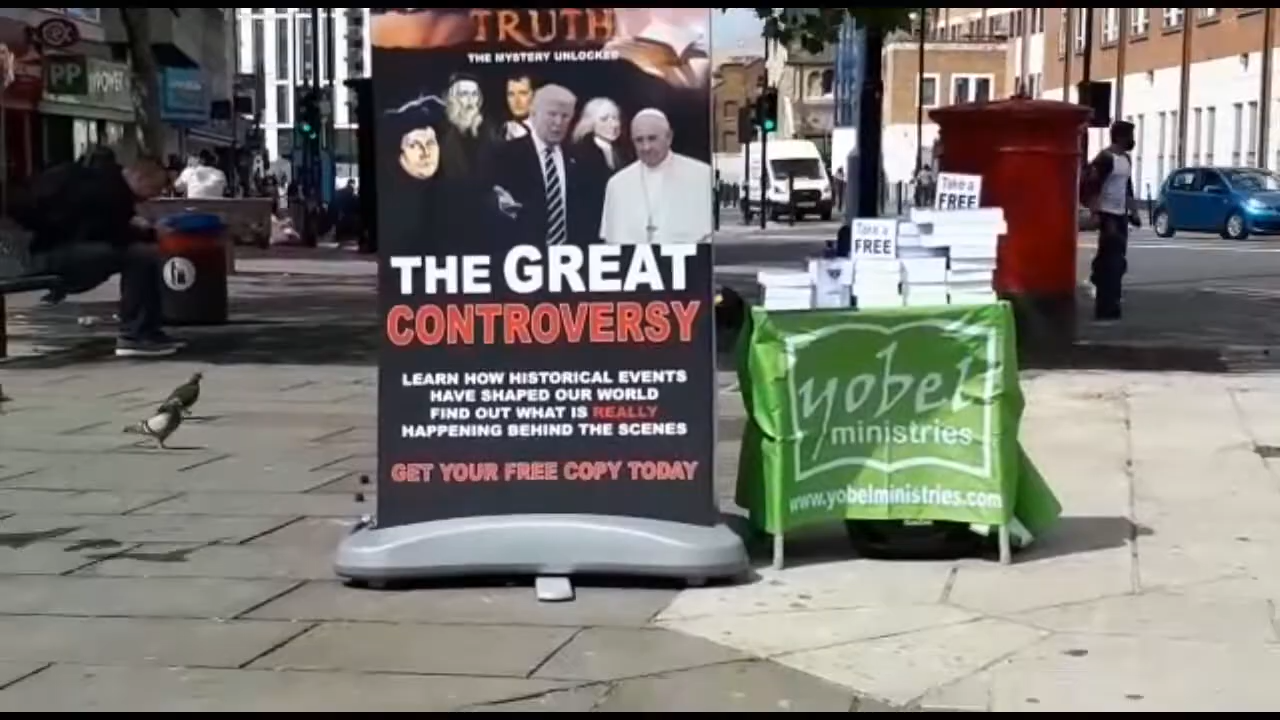 TRUTH
THE MYSTERY UNLOCKED
THE GREAT
CONTROVERSY
LEARN HOW HISTORICAL EVENTS
HAVE SHAPED OUR WORLD
FIND OUT WHAT IS REALLY
HAPPENING BEHIND THE SCENES
GET YOUR FREE COPY TODAY
Take a
FREE
Take a
FREE
yobel
ministries
www.yobelministries.com
PP